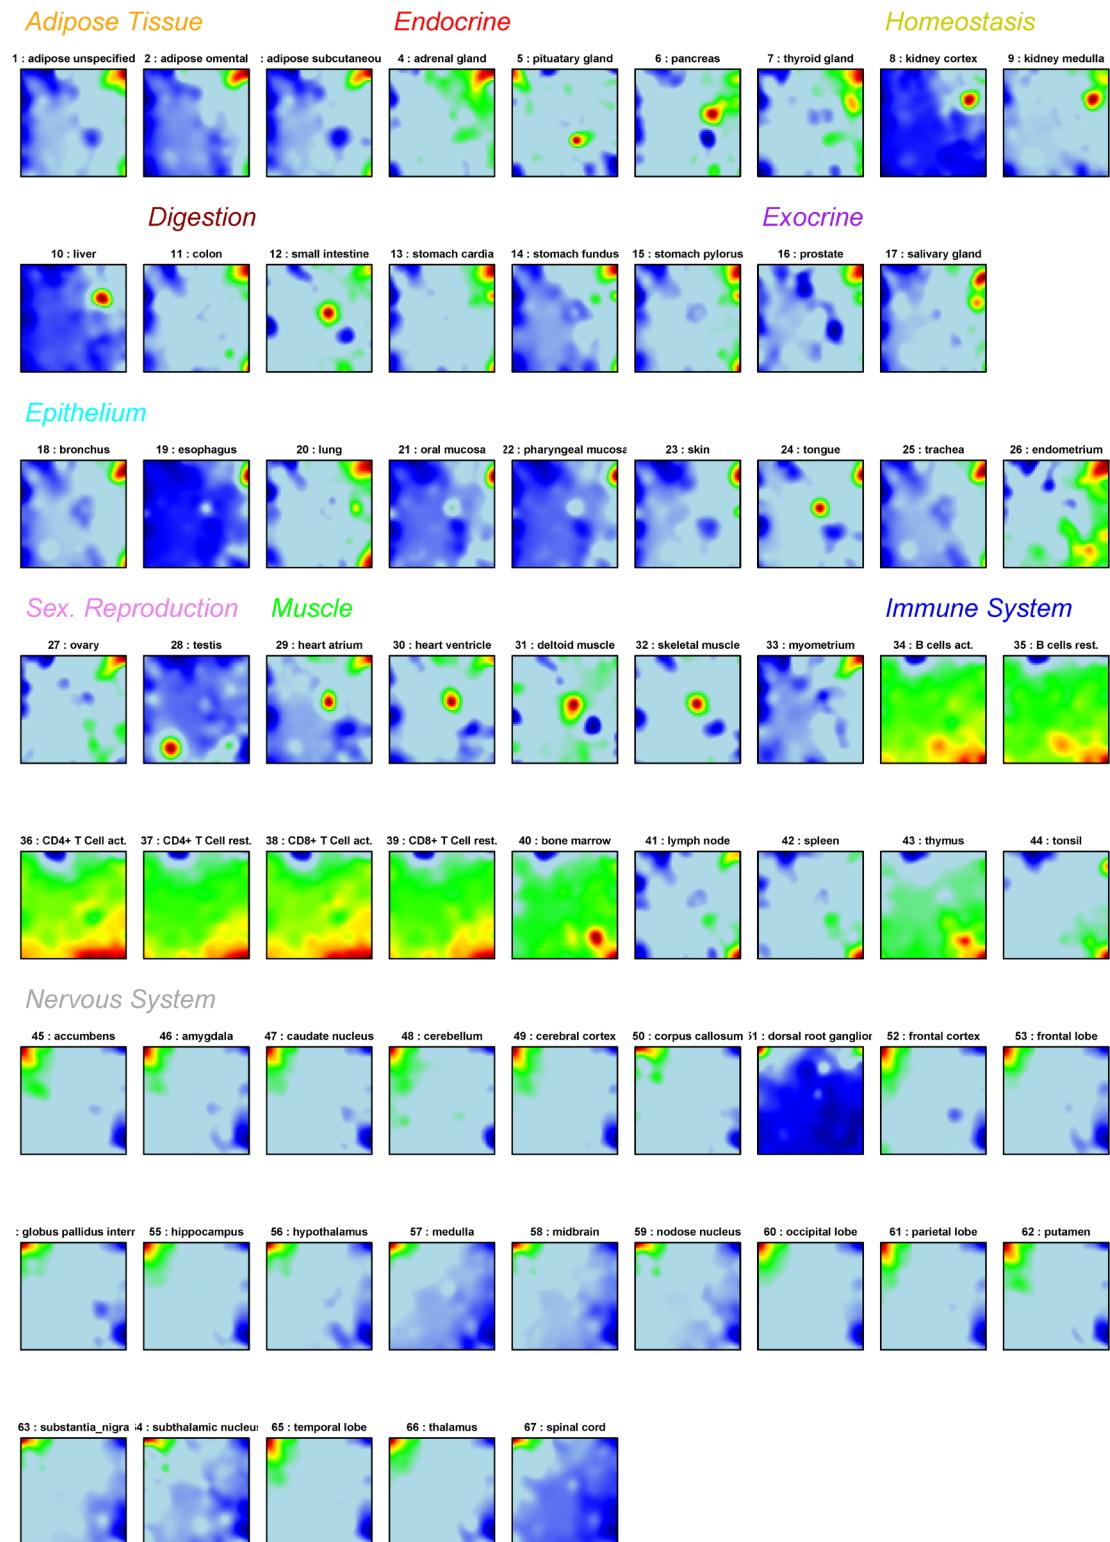 Adipose Tissue Endocrine Homeostasis
1 : adipose unspecified 2 : adipose omental : adipose subcutaneou 4 : adrenal gland 5 : pituatary gland 6 : pancreas 7 : thyroid gland 8 : kidney cortex 9 : kidney medulla
Digestion Exocrine
10 : liver 11 : colon 12 : small intestine 13 : stomach cardia 14 : stomach fundus 15 : stomach pylorus 16 : prostate 17 : salivary gland
Epithelium
18 : bronchus 19 : esophagus 20 : lung 21 : oral mucosa 22 : pharyngeal mucosa 23 : skin 24 : tongue 25 : trachea 26 : endometrium
Sex. Reproduction Muscle Immune System
27 : ovary 28 : testis 29 : heart atrium 30 : heart ventricle 31 : deltoid muscle 32 : skeletal muscle 33 : myometrium 34 : B cells act. 35 : B cells rest.
36 : CD4+ T Cell act. 37 : CD4+ T Cell rest. 38 : CD8+ T Cell act. 39 : CD8+ T Cell rest. 40 : bone marrow 41 : lymph node 42 : spleen 43 : thymus 44 : tonsil
Nervous System
45 : accumbens 46 : amygdala 47 : caudate nucleus 48 : cerebellum 49 : cerebral cortex 50 : corpus callosum 51 : dorsal root ganglion 52 : frontal cortex 53 : frontal lobe
: globus pallidus intern 55 : hippocampus 56 : hypothalamus 57 : medulla 58 : midbrain 59 : nodose nucleus 60 : occipital lobe 61 : parietal lobe 62 : putamen
63 : substantia_nigra 64 : subthalamic nucleus 65 : temporal lobe 66 : thalamus 67 : spinal cord